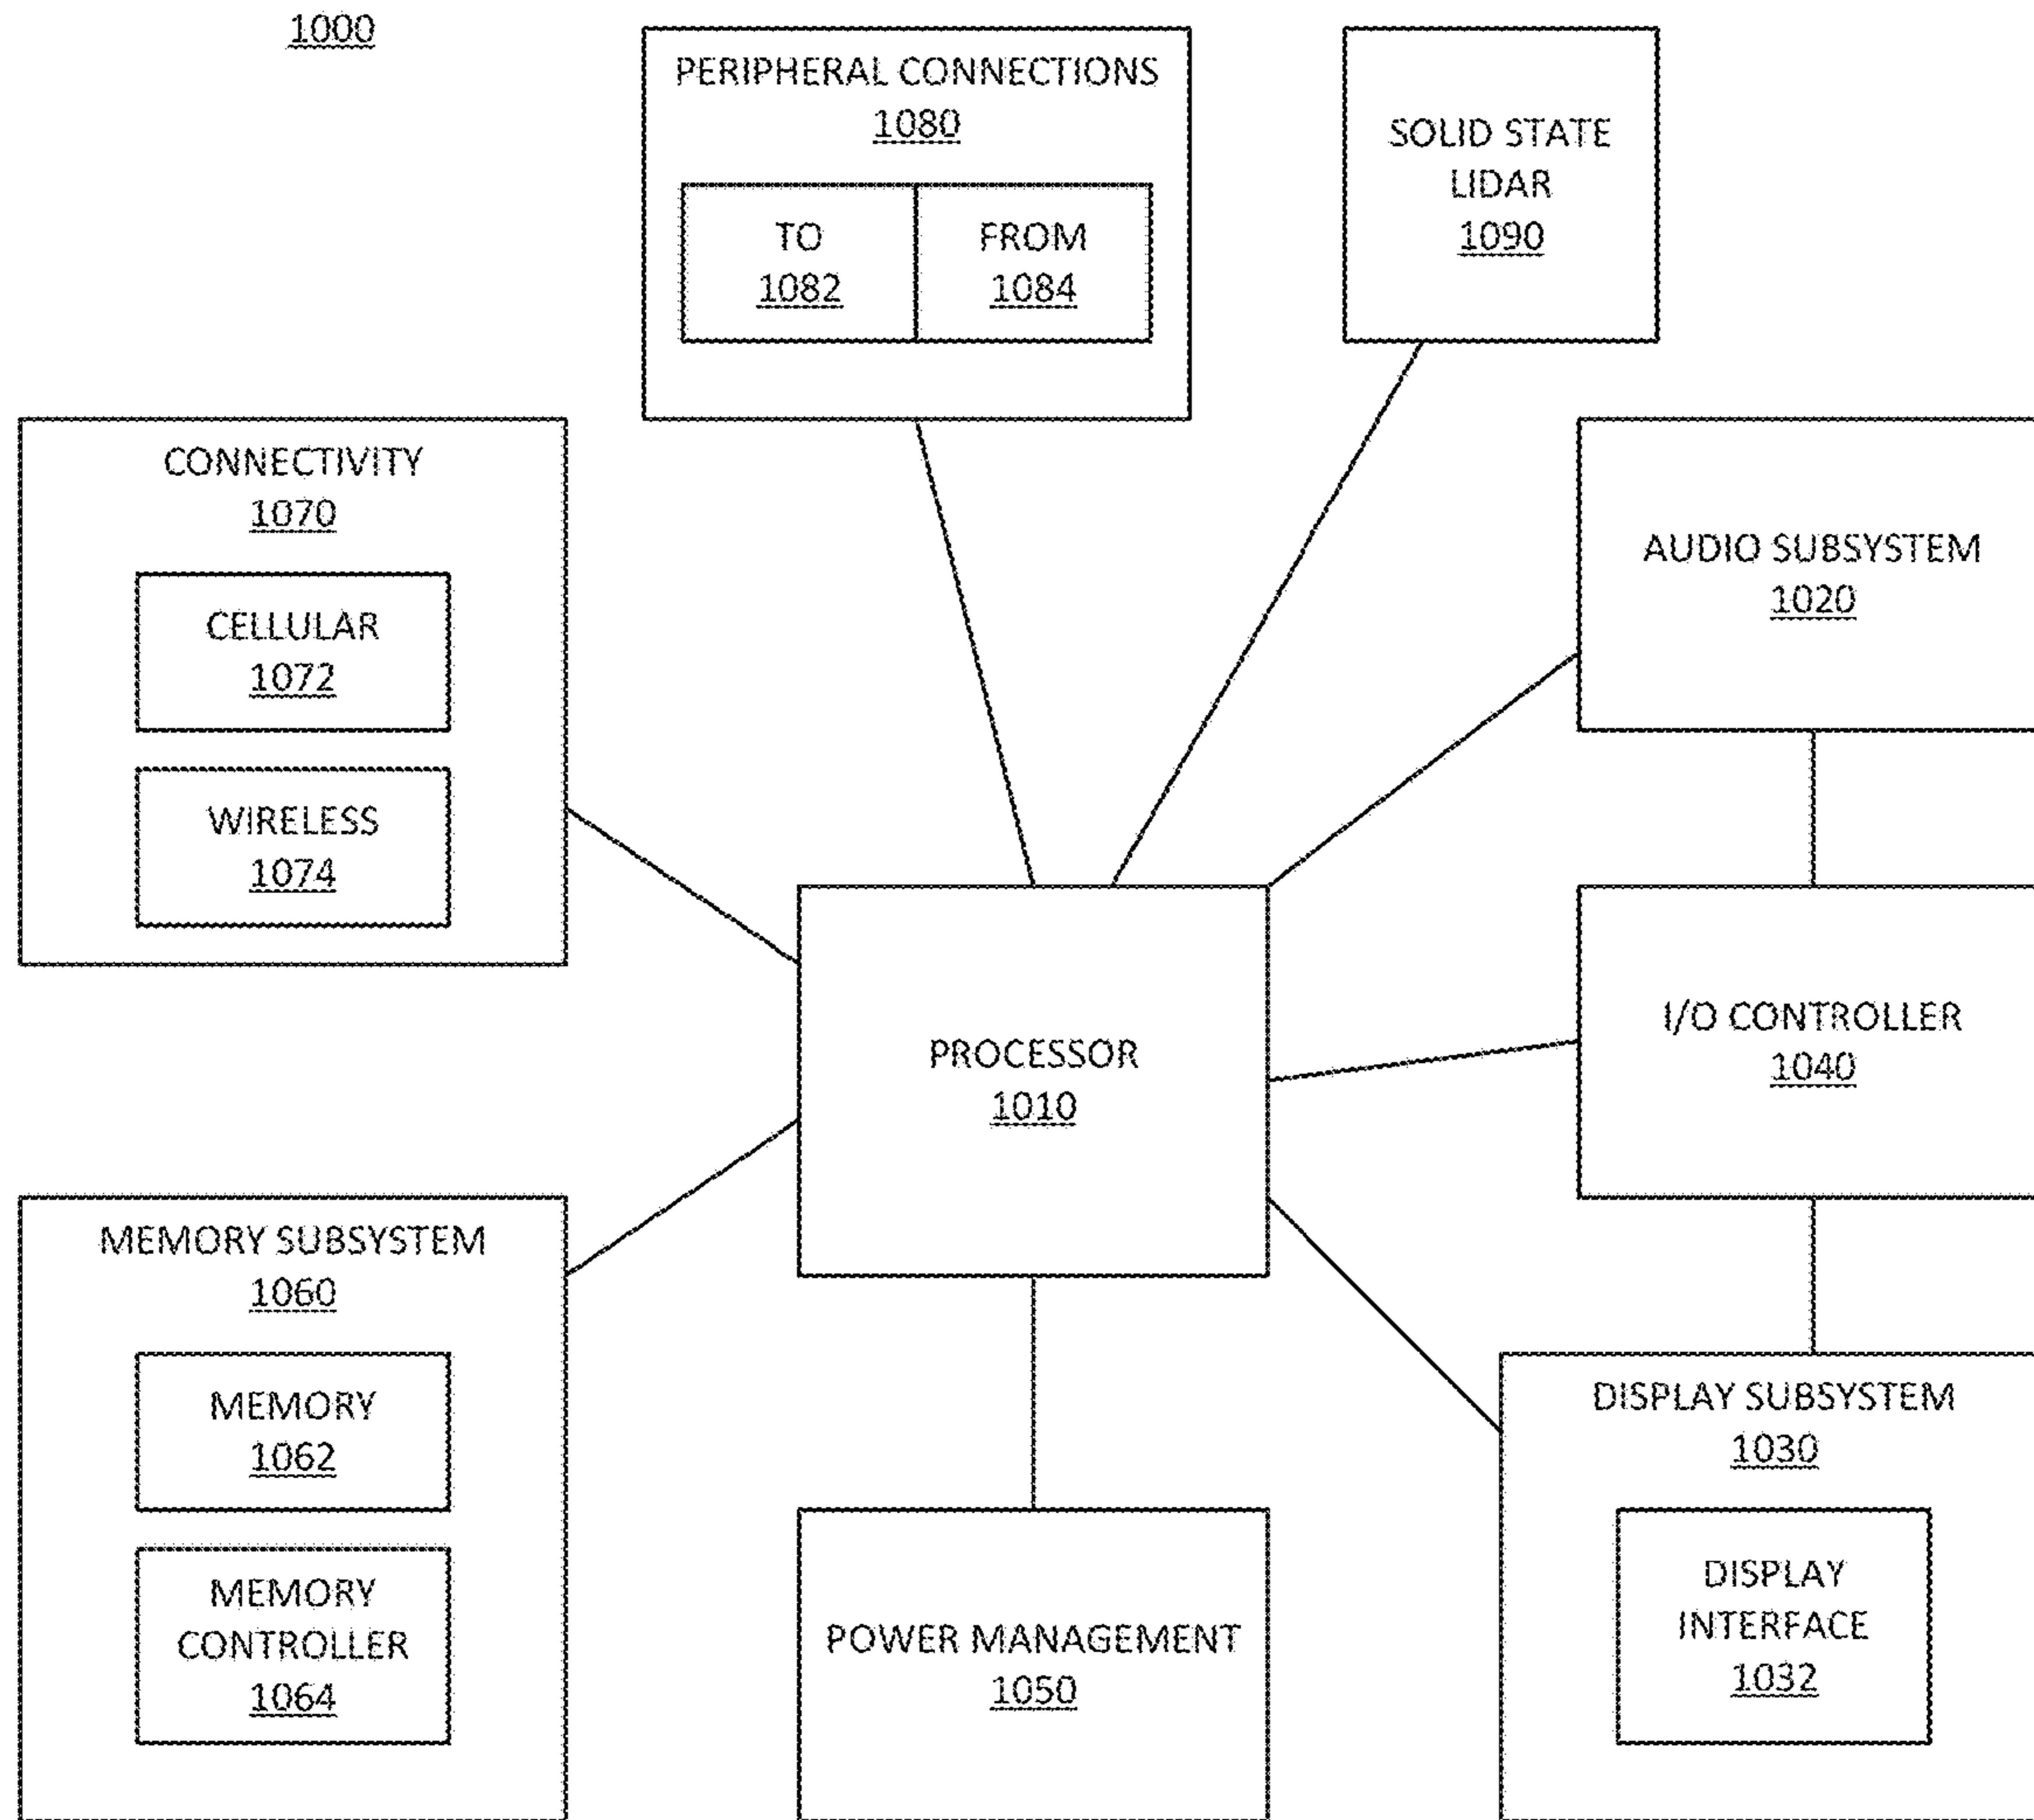 1000
PERIPHERAL CONNECTIONS
1080
TO
1082
FROM
1084
SOLID STATE
LIDAR
1090
CONNECTIVITY
1070
CELLULAR
1072
WIRELESS
1074
AUDIO SUBSYSTEM
1020
PROCESSOR
1010
I/O CONTROLLER
1040
MEMORY SUBSYSTEM
1060
MEMORY
1062
MEMORY
CONTROLLER
1064
POWER MANAGEMENT
1050
DISPLAY SUBSYSTEM
1030
DISPLAY
INTERFACE
1032